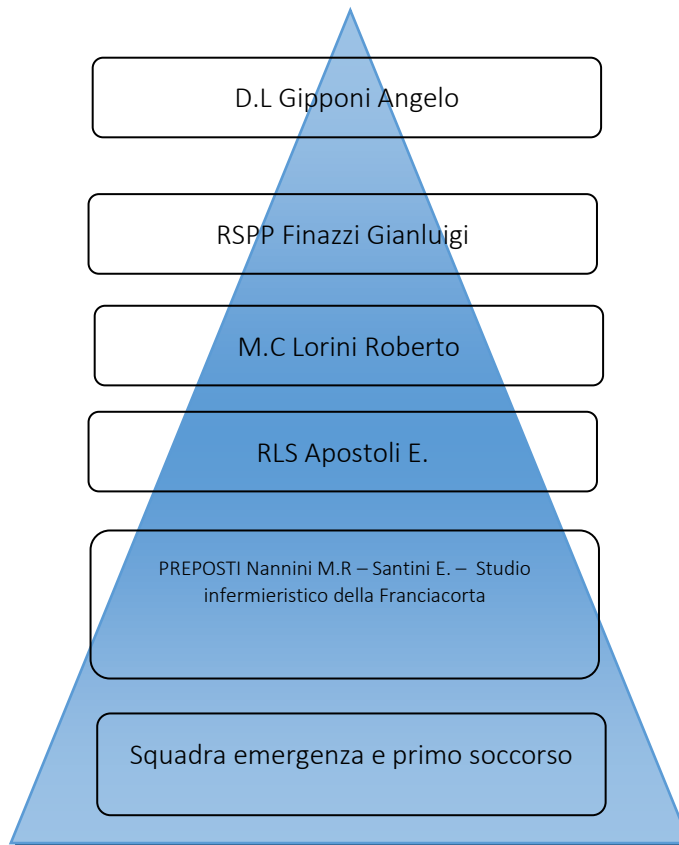 D.L Gipponi Angelo
RSPP Finazzi Gianluigi
M.C Lorini Roberto
RLS Apostoli E.
PREPOSTI Nannini M.R – Santini E. – Studio
infermieristico della Franciacorta
Squadra emergenza e primo soccorso